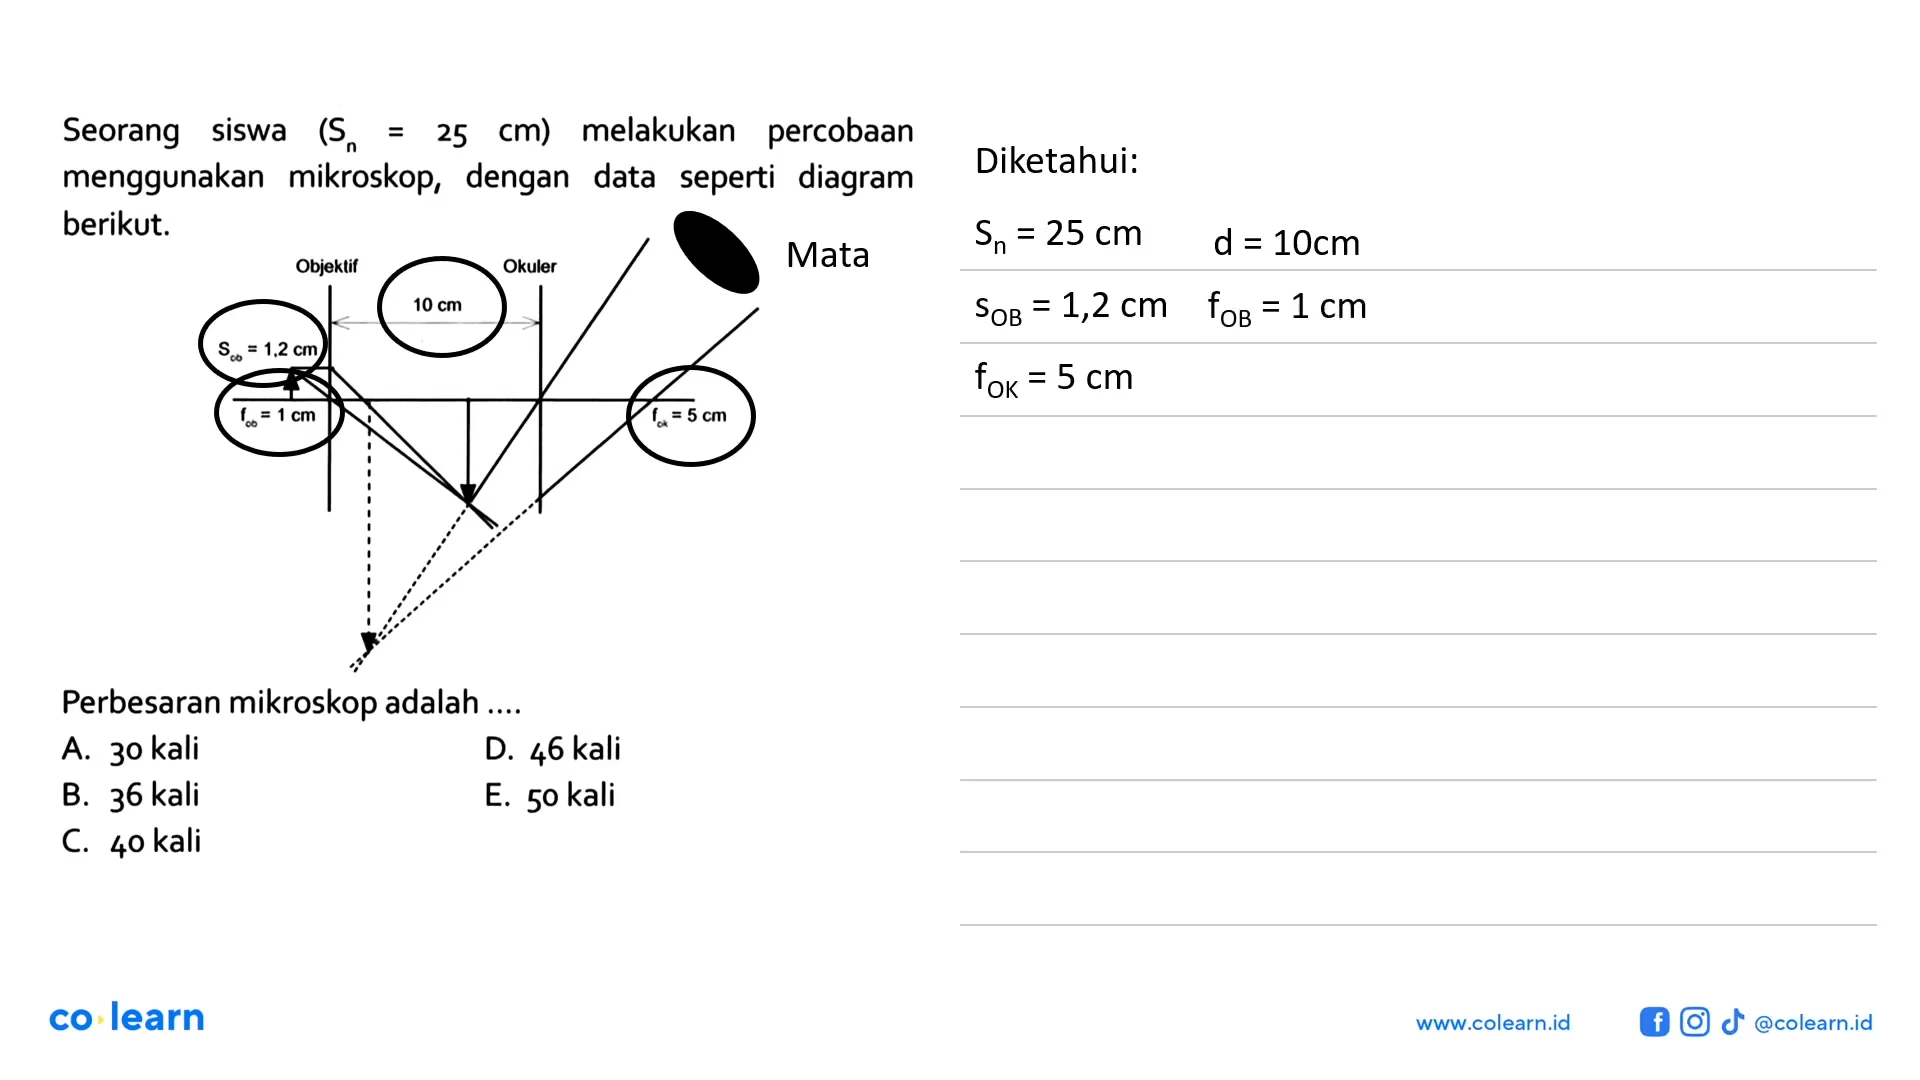 Seorang siswa (Sn = 25 cm) melakukan percobaan
menggunakan mikroskop, dengan data seperti diagram
berikut.
Mata
Objektif
Okuler
10 cm
Sob = 1,2 cm
fob = 1 cm
fok = 5 cm
Perbesaran mikroskop adalah ....
A. 30 kali
B. 36 kali
C. 40 kali
D. 46 kali
E. 50 kali
Diketahui:
Sn = 25 cm d = 10cm
sOB = 1,2 cm fOB = 1 cm
fOK = 5 cm
co learn
www.colearn.id
@colearn.id